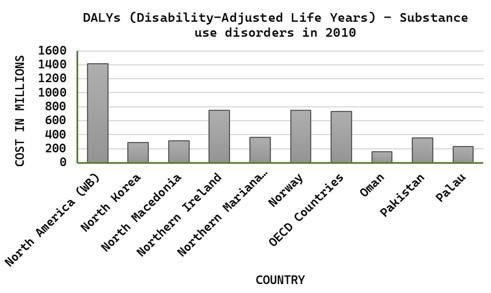 DALYs (Disability-Adjusted Life Years) - Substance
use disorders in 2010
COST IN MILLIONS
1600
1400
1200
1000
800
600
400
200
0
North America (WB)
North Korea
North Macedonia
Northern Ireland
Northern Mariana…
Norway
OECD Countries
Oman
Pakistan
Palau
COUNTRY